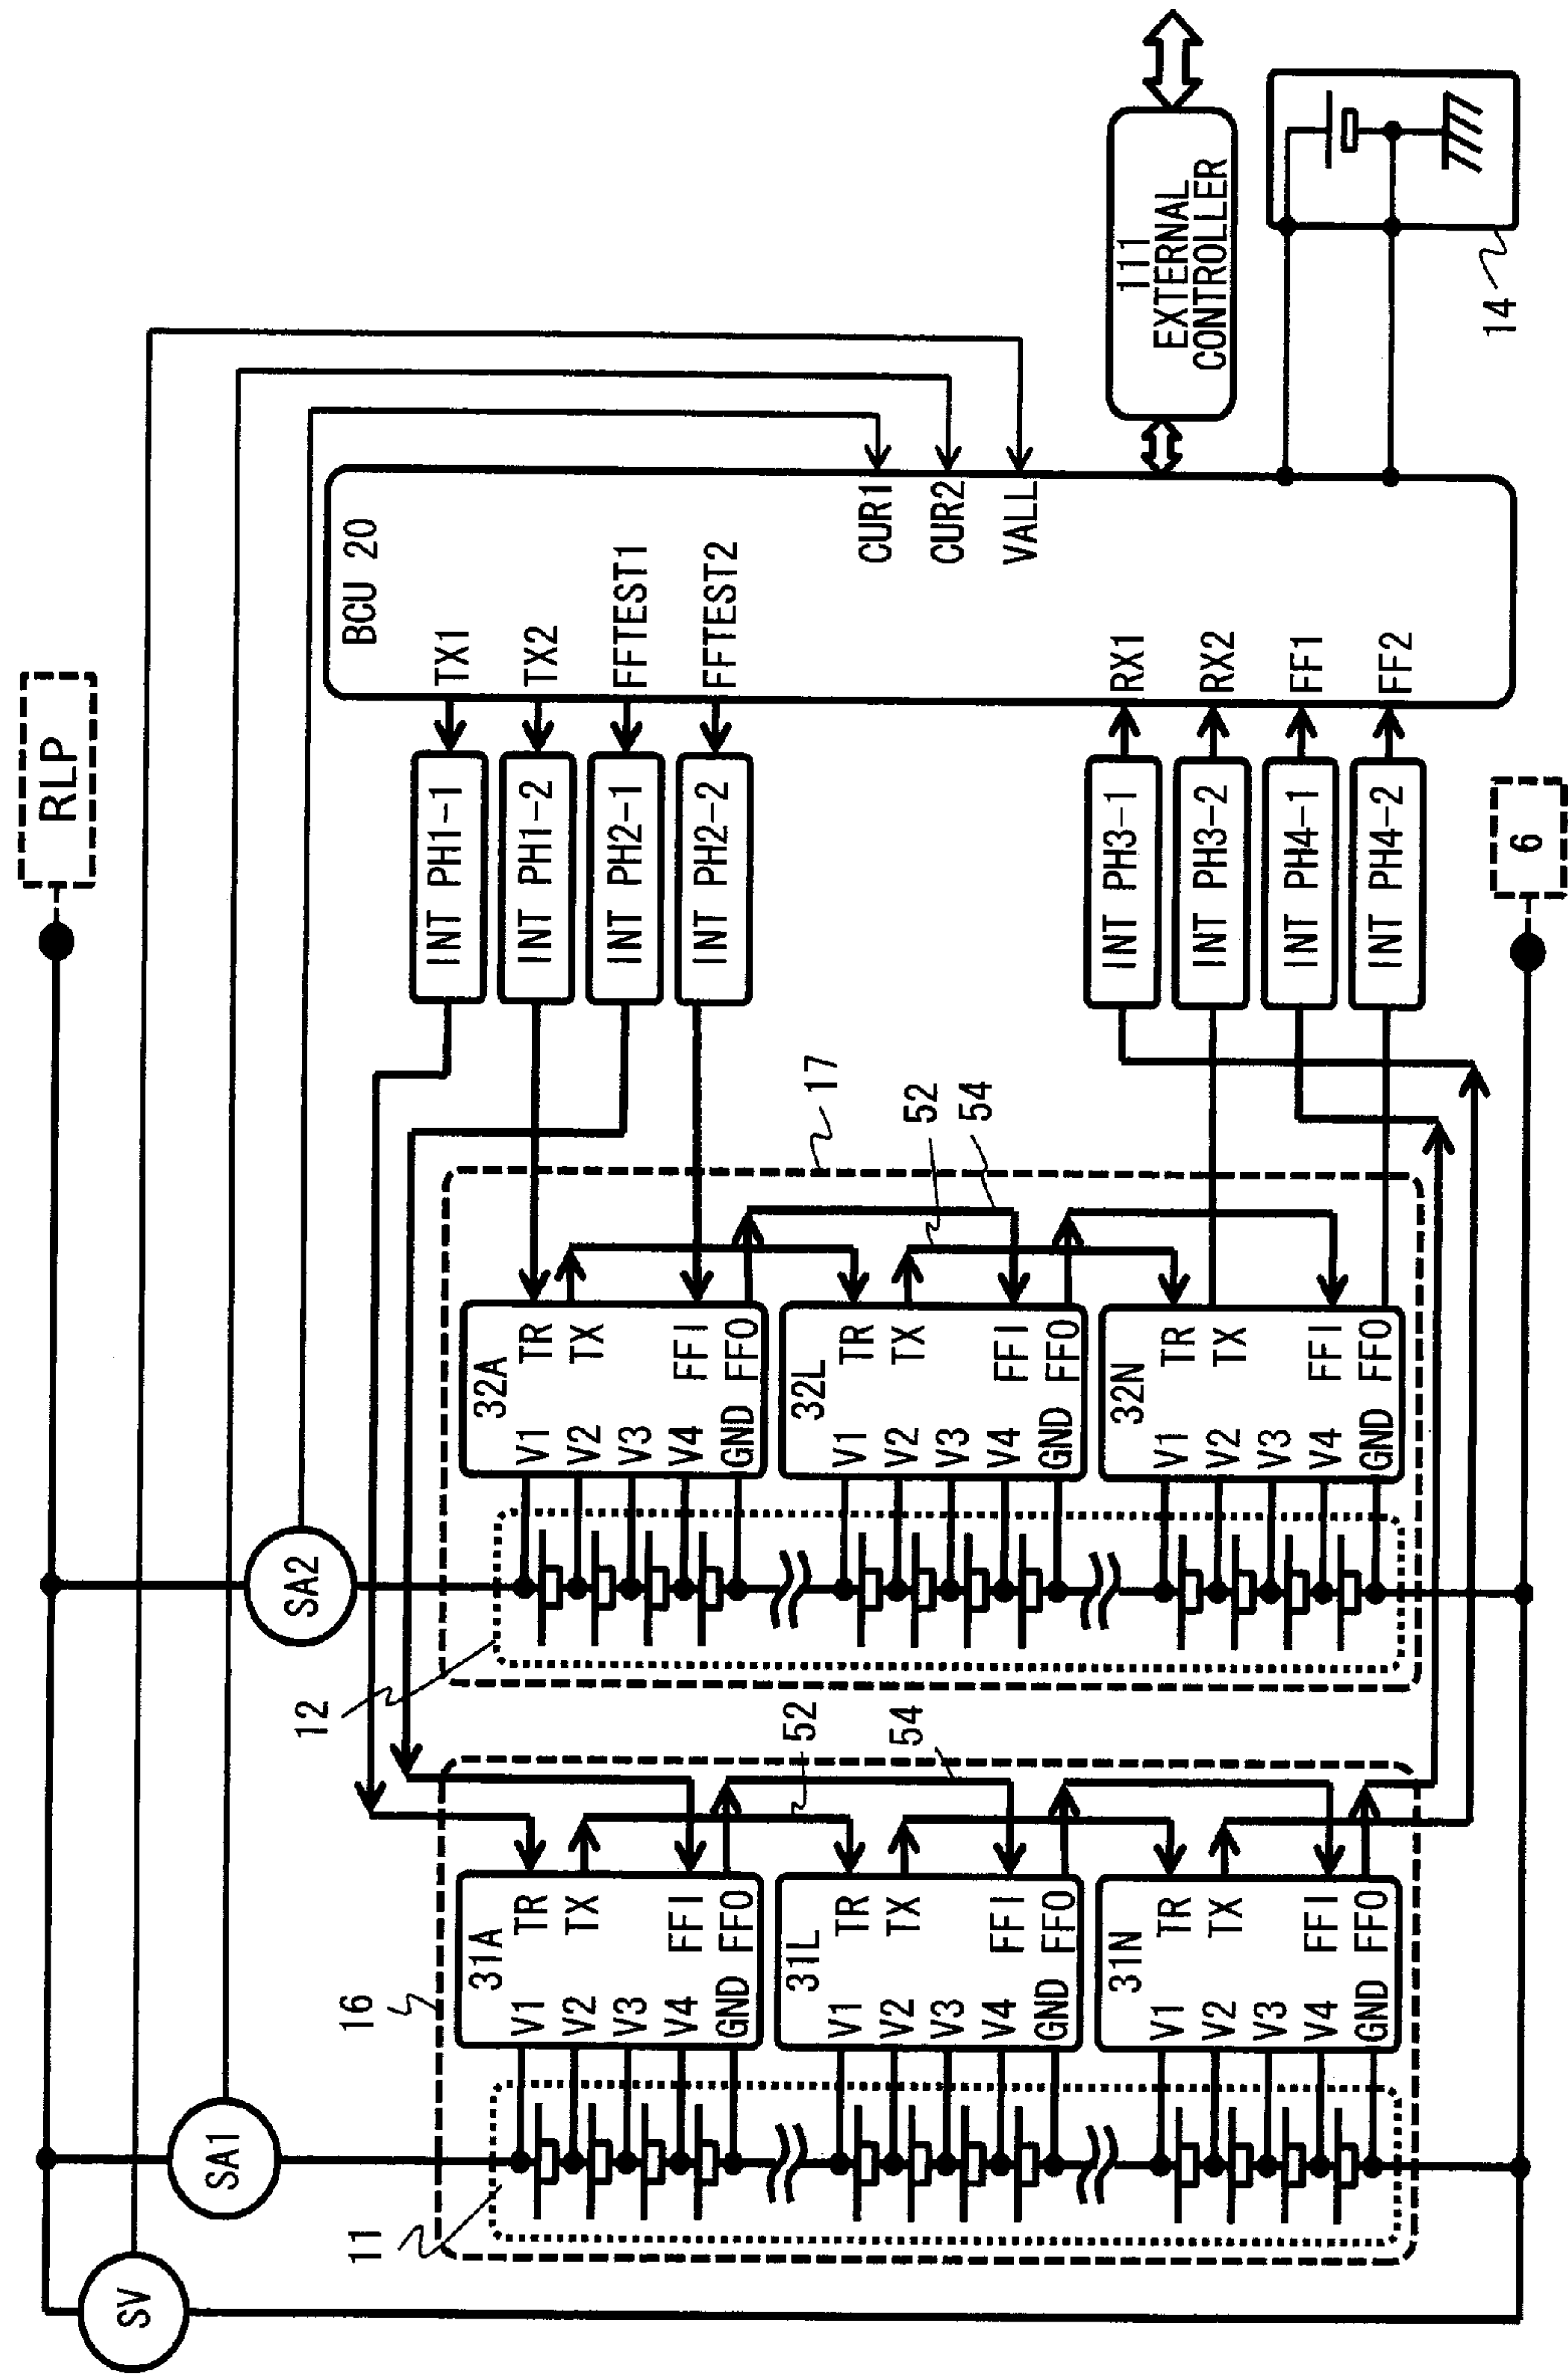 RLP
SV
SA1
SA2
BCU 20
TX1
TX2
FFTEST1
FFTEST2
CUR1
CUR2
VALL
RX1
RX2
FF1
FF2
INT PH1-1
INT PH1-2
INT PH2-1
INT PH2-2
INT PH3-1
INT PH3-2
INT PH4-1
INT PH4-2
111
EXTERNAL
CONTROLLER
14
6
17
52
54
12
32A
V1 TR
V2 TX
V3
V4 FFI
GND FFO
32L
V1 TR
V2 TX
V3
V4 FFI
GND FFO
32N
V1 TR
V2 TX
V3
V4 FFI
GND FFO
16
52
54
11
31A
V1 TR
V2 TX
V3
V4 FFI
GND FFO
31L
V1 TR
V2 TX
V3
V4 FFI
GND FFO
31N
V1 TR
V2 TX
V3
V4 FFI
GND FFO